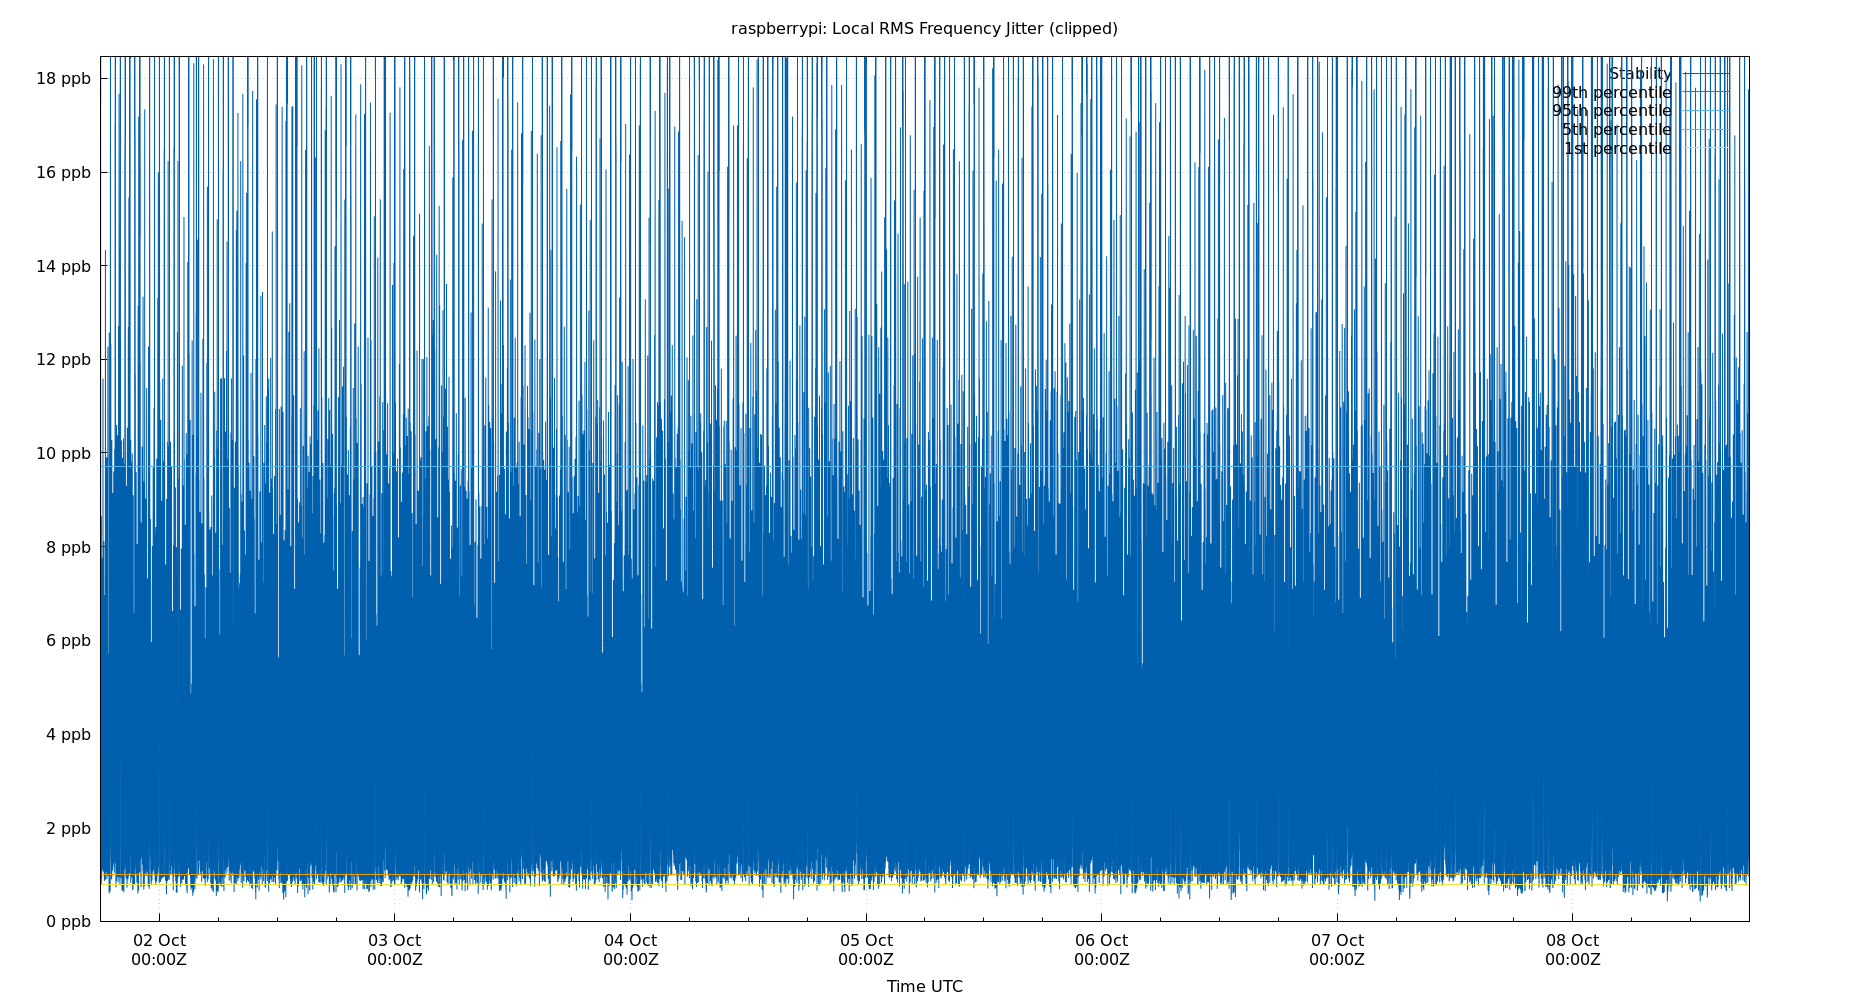 raspberrypi: Local RMS Frequency Jitter (clipped)
18 ppb
16 ppb
14 ppb
12 ppb
10 ppb
8 ppb
6 ppb
4 ppb
2 ppb
0 ppb
Stability
99th percentile
95th percentile
5th percentile
1st percentile
02 Oct 03 Oct 04 Oct 05 Oct 06 Oct 07 Oct 08 Oct
00:00Z 00:00Z 00:00Z 00:00Z 00:00Z 00:00Z 00:00Z
Time UTC